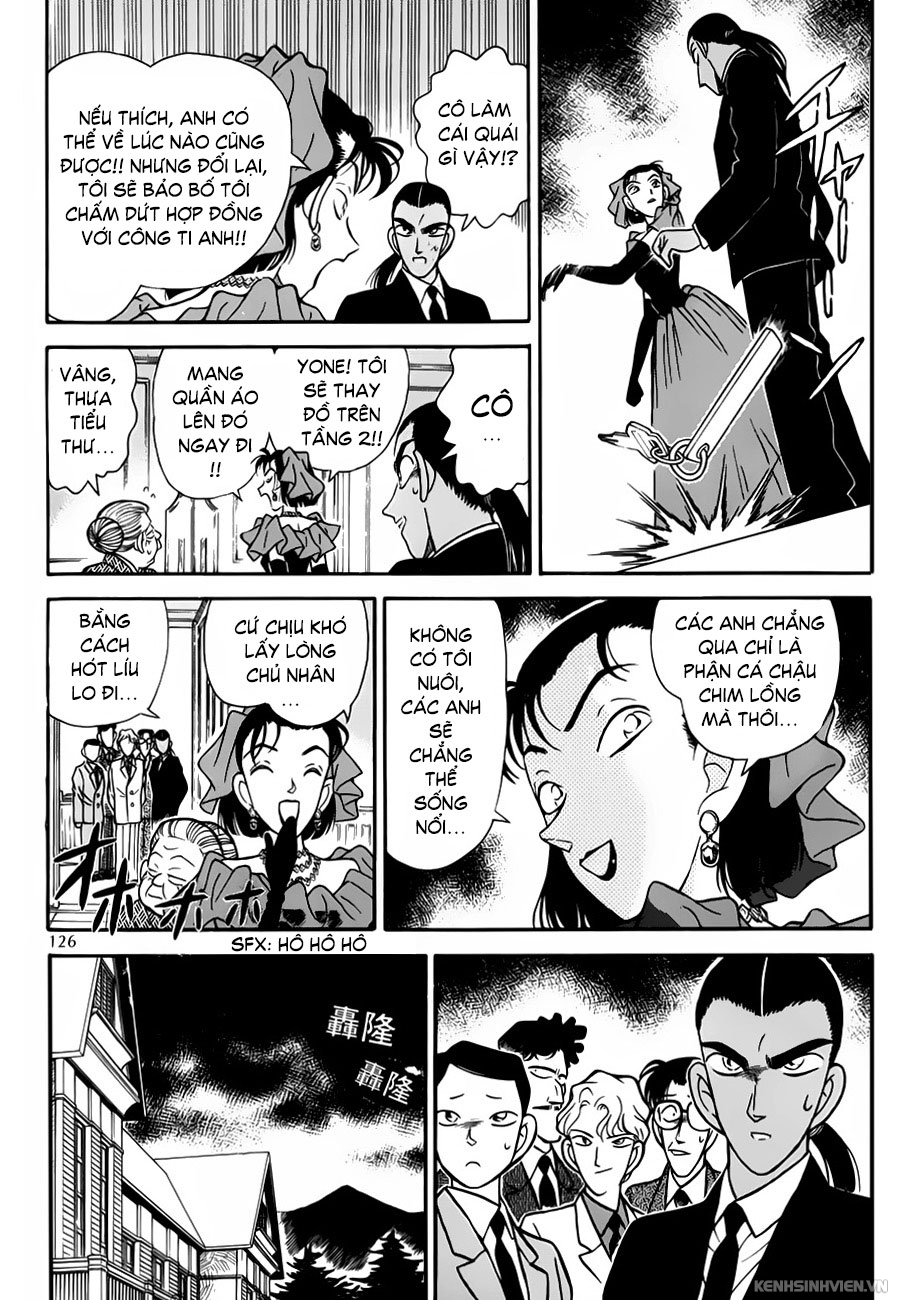 CÔ LÀM
CÁI QUÁI
GÌ VẬY!?
NẾU THÍCH, ANH CÓ
THỂ VỀ LÚC NÀO CŨNG
ĐƯỢC!! NHƯNG ĐỔI LẠI,
TÔI SẼ BẢO BỐ TÔI
CHẤM DỨT HỢP ĐỒNG
VỚI CÔNG TI ANH!!
CÔ
...
YONE! TÔI
SẼ THAY
ĐỒ TRÊN
TẦNG 2!!
MANG
QUẦN ÁO
LÊN ĐÓ
NGAY ĐI
!!
VÂNG,
THƯA
TIỂU
THƯ...
CÁC ANH CHẲNG
QUA CHỈ LÀ
PHẬN CÁ CHẬU
CHIM LỒNG
MÀ THÔI...
KHÔNG
CÓ TÔI
NUÔI,
CÁC ANH
SẼ
CHẲNG
THỂ
SỐNG
NỔI...
CỨ CHỊU KHÓ
LẤY LÒNG
CHỦ NHÂN
...
BẰNG
CÁCH
HÓT LÍU
LO ĐI...
オホホホ
126
SFX: HÔ HÔ HÔ
轟隆
轟隆
KENHSINHVIEN.VN